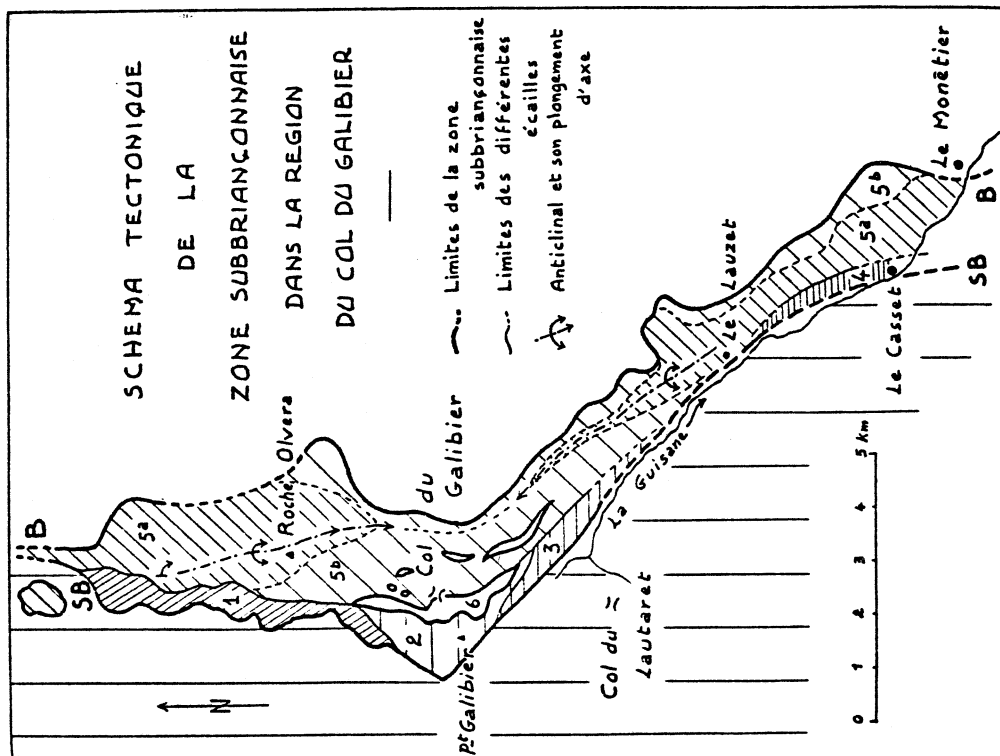 SCHEMA TECTONIQUE
DE LA
ZONE SUBBRIANÇONNAISE
DANS LA REGION
DU COL DU GALIBIER
Limites de la zone
subbriançonnaise
Limites des différentes
écailles
Anticlinal et son plongement
d'axe
B
SB
5a
1
Roche Olvera
5b
Col du
Galibier
2
6
Pt Galibier
3
Col du
Lautaret
La Guisane
Le Lauzet
4
5a
5b
Le Casset
Le Monêtier
SB
B
N
0 1 2 3 4 5 km